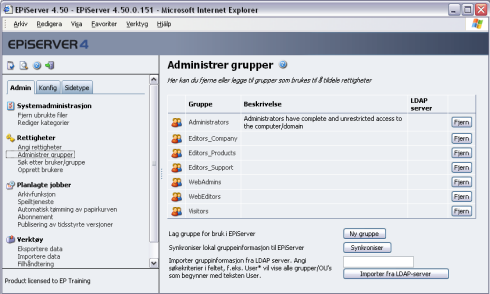 EPiServer 4.50 - EPiServer 4.50.0.151 - Microsoft Internet Explorer
Arkiv Redigera Visa Favoriter Verktyg Hjälp
EPISERVER 4
Admin Konfig Sidetype
Systemadministrasjon
Fjern ubrukte filer
Rediger kategorier
Rettigheter
Angi rettigheter
Administrer grupper
Søk etter bruker/gruppe
Opprett brukere
Planlagte jobber
Arkivfunksjon
Speiltjeneste
Automatisk tømming av papirkurven
Abonnement
Publisering av tidsstyrte versjoner
Verktøy
Eksportere data
Importere data
Filhåndtering
Product licensed to EP Training
Administrer grupper
Her kan du fjerne eller legge til grupper som brukes til å tildele rettigheter
Gruppe Beskrivelse LDAP server
Administrators Administrators have complete and unrestricted access to the computer/domain Fjern
Editors_Company Fjern
Editors_Products Fjern
Editors_Support Fjern
WebAdmins Fjern
WebEditors Fjern
Visitors Fjern
Lag gruppe for bruk i EPiServer Ny gruppe
Synkroniser lokal gruppeinformasjon til EPiServer Synkroniser
Importer gruppinformasjon fra LDAP server. Angi
søkekriterier i feltet, f.eks. User* vil vise alle grupper/OU's
som begynner med teksten User.
Importer fra LDAP-server